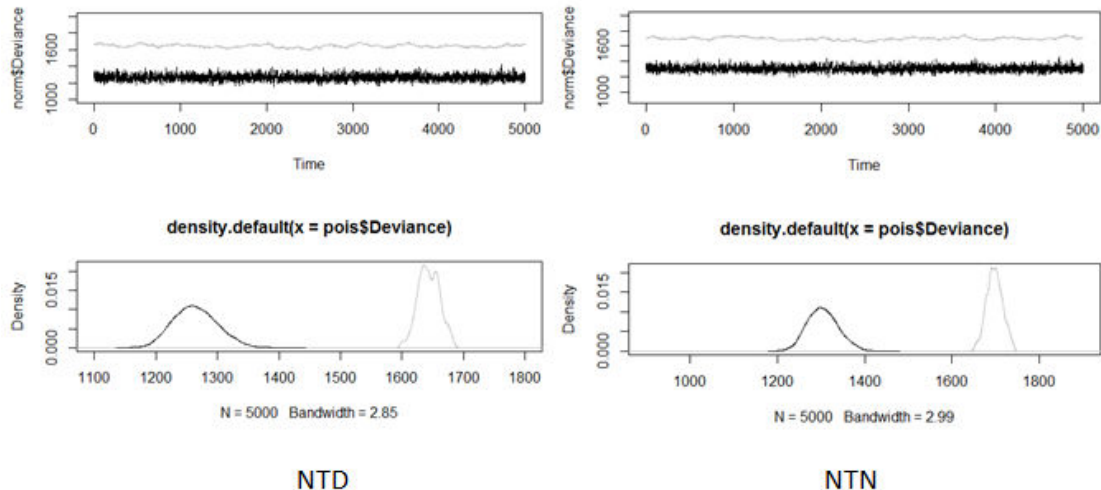 norm$Deviance
1000
1600
0
1000
2000
3000
4000
5000
Time
density.default(x = pois$Deviance)
Density
0.000
0.015
1100
1200
1300
1400
1500
1600
1700
1800
N = 5000 Bandwidth = 2.85
NTD
norm$Deviance
1000
1600
0
1000
2000
3000
4000
5000
Time
density.default(x = pois$Deviance)
Density
0.000
0.015
1000
1200
1400
1600
1800
N = 5000 Bandwidth = 2.99
NTN